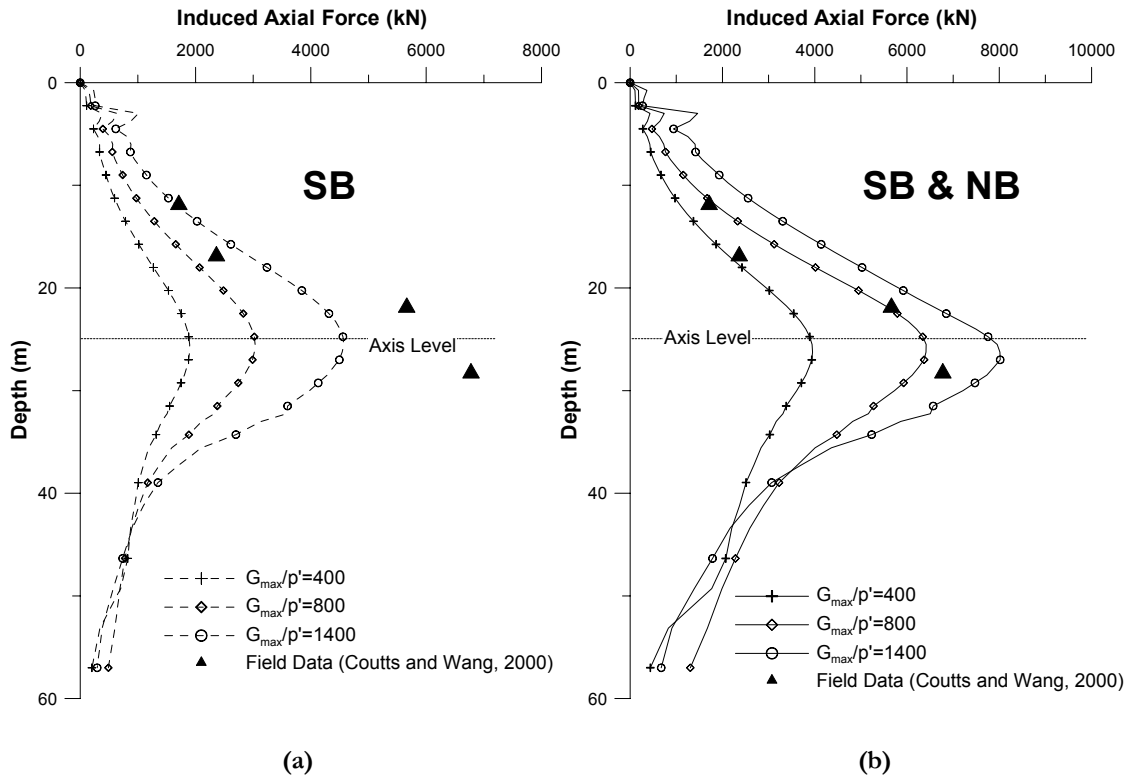 Induced Axial Force (kN)
0 2000 4000 6000 8000
0
20
40
60
Depth (m)
SB
Axis Level
G_max/p'=400
G_max/p'=800
G_max/p'=1400
Field Data (Coutts and Wang, 2000)
(a)
Induced Axial Force (kN)
0 2000 4000 6000 8000 10000
0
20
40
60
Depth (m)
SB & NB
Axis Level
G_max/p'=400
G_max/p'=800
G_max/p'=1400
Field Data (Coutts and Wang, 2000)
(b)